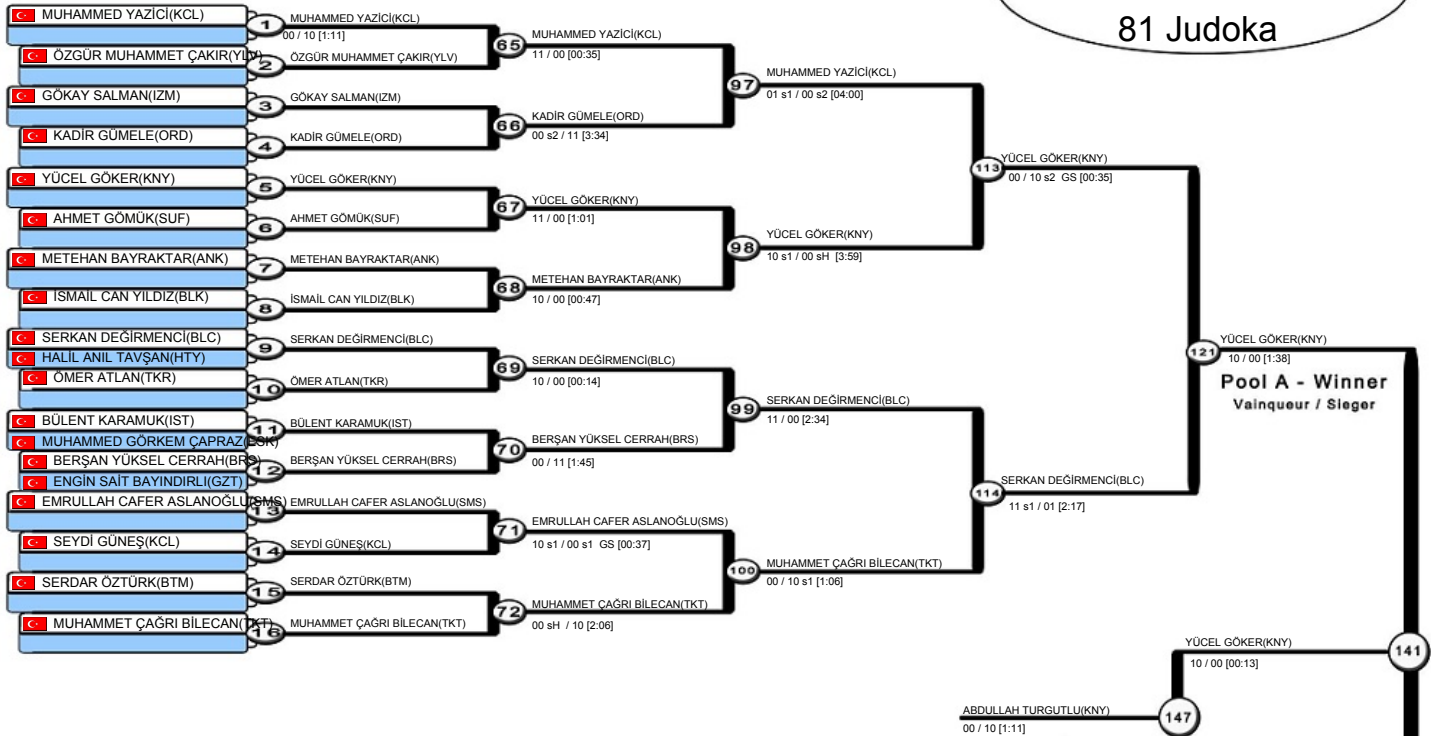 81 Judoka
MUHAMMED YAZİCİ(KCL)
ÖZGÜR MUHAMMET ÇAKIR(YLV)
GÖKAY SALMAN(IZM)
KADİR GÜMELE(ORD)
YÜCEL GÖKER(KNY)
AHMET GÖMÜK(SUF)
METEHAN BAYRAKTAR(ANK)
İSMAİL CAN YILDIZ(BLK)
SERKAN DEĞİRMENCİ(BLC)
HALİL ANIL TAVŞAN(HTY)
ÖMER ATLAN(TKR)
BÜLENT KARAMUK(IST)
MUHAMMED GÖRKEM ÇAPRAZ(ESK)
BERŞAN YÜKSEL CERRAH(BRS)
ENGİN SAİT BAYINDIRLI(GZT)
EMRULLAH CAFER ASLANOĞLU(SMS)
SEYDİ GÜNEŞ(KCL)
SERDAR ÖZTÜRK(BTM)
MUHAMMET ÇAĞRI BİLECAN(TKT)
1
2
3
4
5
6
7
8
9
10
11
12
13
14
15
16
MUHAMMED YAZİCİ(KCL)
00 / 10 [1:11]
ÖZGÜR MUHAMMET ÇAKIR(YLV)
GÖKAY SALMAN(IZM)
KADİR GÜMELE(ORD)
YÜCEL GÖKER(KNY)
AHMET GÖMÜK(SUF)
METEHAN BAYRAKTAR(ANK)
İSMAİL CAN YILDIZ(BLK)
SERKAN DEĞİRMENCİ(BLC)
ÖMER ATLAN(TKR)
BÜLENT KARAMUK(IST)
BERŞAN YÜKSEL CERRAH(BRS)
EMRULLAH CAFER ASLANOĞLU(SMS)
SEYDİ GÜNEŞ(KCL)
SERDAR ÖZTÜRK(BTM)
MUHAMMET ÇAĞRI BİLECAN(TKT)
65
66
67
68
69
70
71
72
MUHAMMED YAZİCİ(KCL)
11 / 00 [00:35]
KADİR GÜMELE(ORD)
00 s2 / 11 [3:34]
YÜCEL GÖKER(KNY)
11 / 00 [1:01]
METEHAN BAYRAKTAR(ANK)
10 / 00 [00:47]
SERKAN DEĞİRMENCİ(BLC)
10 / 00 [00:14]
BERŞAN YÜKSEL CERRAH(BRS)
00 / 11 [1:45]
EMRULLAH CAFER ASLANOĞLU(SMS)
10 s1 / 00 s1 GS [00:37]
MUHAMMET ÇAĞRI BİLECAN(TKT)
00 sH / 10 [2:06]
97
98
99
100
MUHAMMED YAZİCİ(KCL)
01 s1 / 00 s2 [04:00]
YÜCEL GÖKER(KNY)
10 s1 / 00 sH [3:59]
SERKAN DEĞİRMENCİ(BLC)
11 / 00 [2:34]
MUHAMMET ÇAĞRI BİLECAN(TKT)
00 / 10 s1 [1:06]
113
114
YÜCEL GÖKER(KNY)
00 / 10 s2 GS [00:35]
SERKAN DEĞİRMENCİ(BLC)
11 s1 / 01 [2:17]
121
YÜCEL GÖKER(KNY)
10 / 00 [1:38]
Pool A - Winner
Vainqueur / Sieger
YÜCEL GÖKER(KNY)
10 / 00 [00:13]
141
ABDULLAH TURGUTLU(KNY)
00 / 10 [1:11]
147